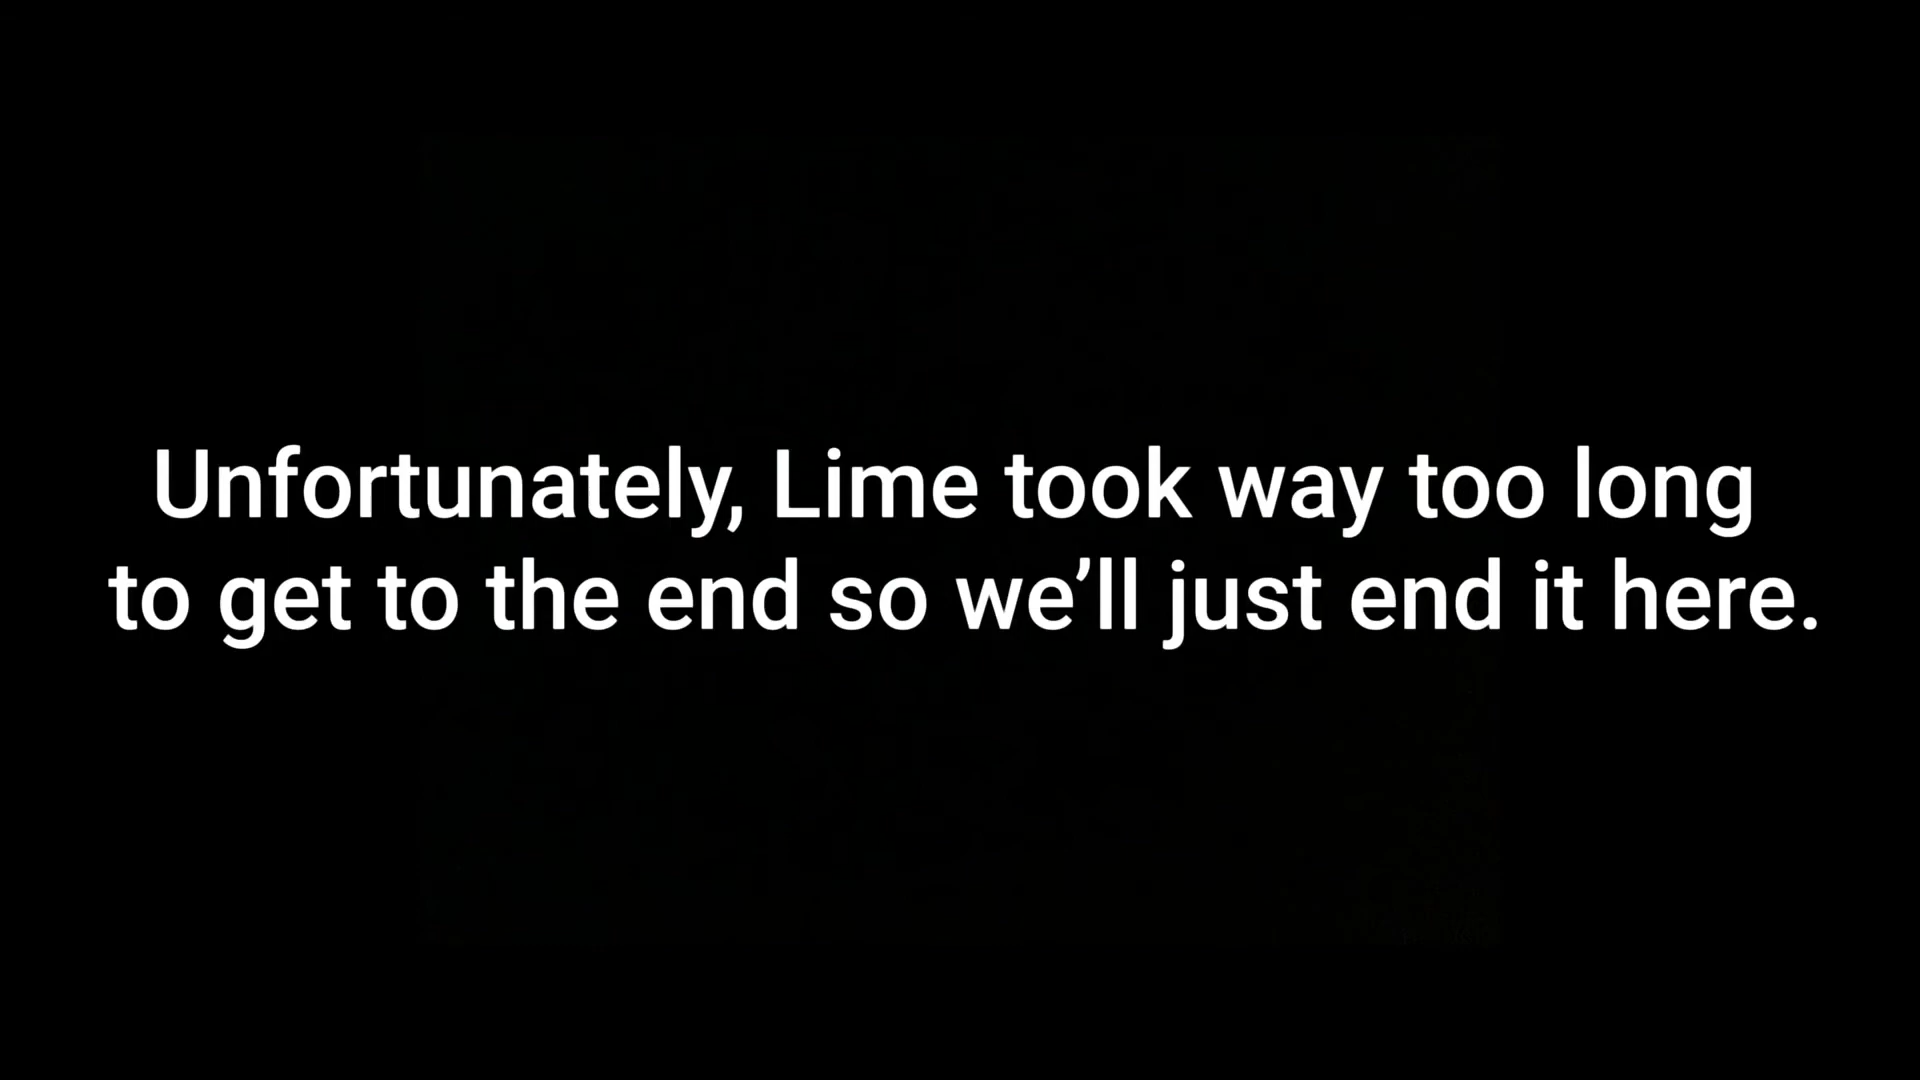 Unfortunately, Lime took way too long
to get to the end so we’ll just end it here.